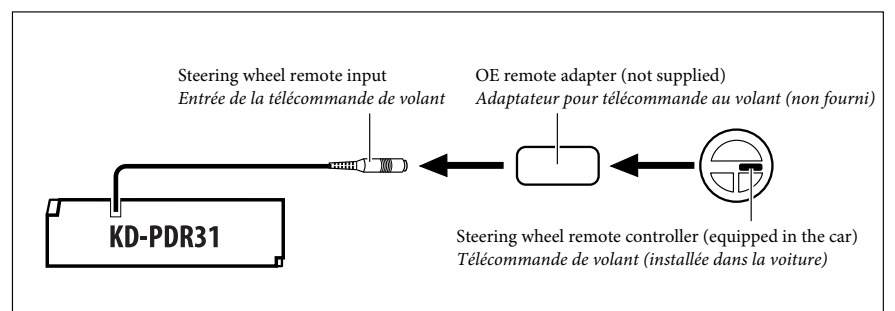 Steering wheel remote input
Entrée de la télécommande de volant
OE remote adapter (not supplied)
Adaptateur pour télécommande au volant (non fourni)
KD-PDR31
Steering wheel remote controller (equipped in the car)
Télécommande de volant (installée dans la voiture)